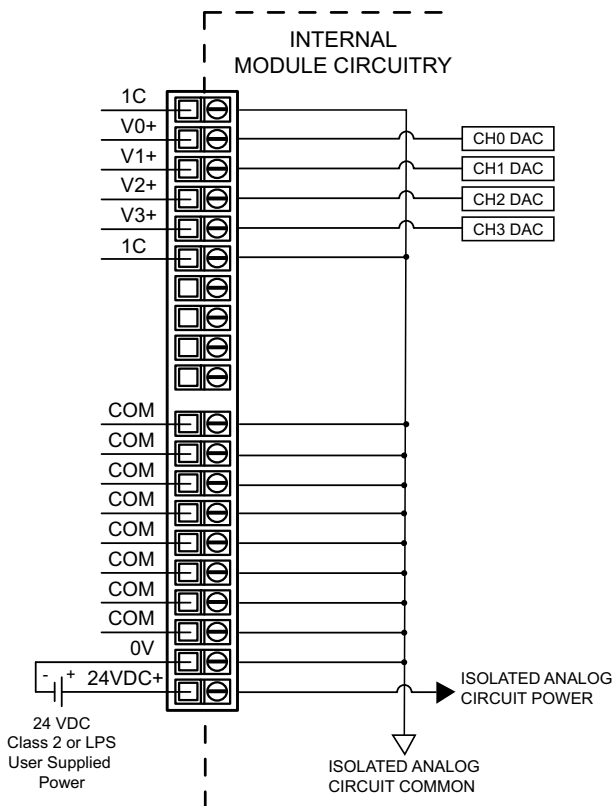 INTERNAL
MODULE CIRCUITRY
1C
V0+
CH0 DAC
V1+
CH1 DAC
V2+
CH2 DAC
V3+
CH3 DAC
1C
COM
COM
COM
COM
COM
COM
COM
COM
0V
- + 24VDC+
ISOLATED ANALOG
CIRCUIT POWER
24 VDC
Class 2 or LPS
User Supplied
Power
ISOLATED ANALOG
CIRCUIT COMMON